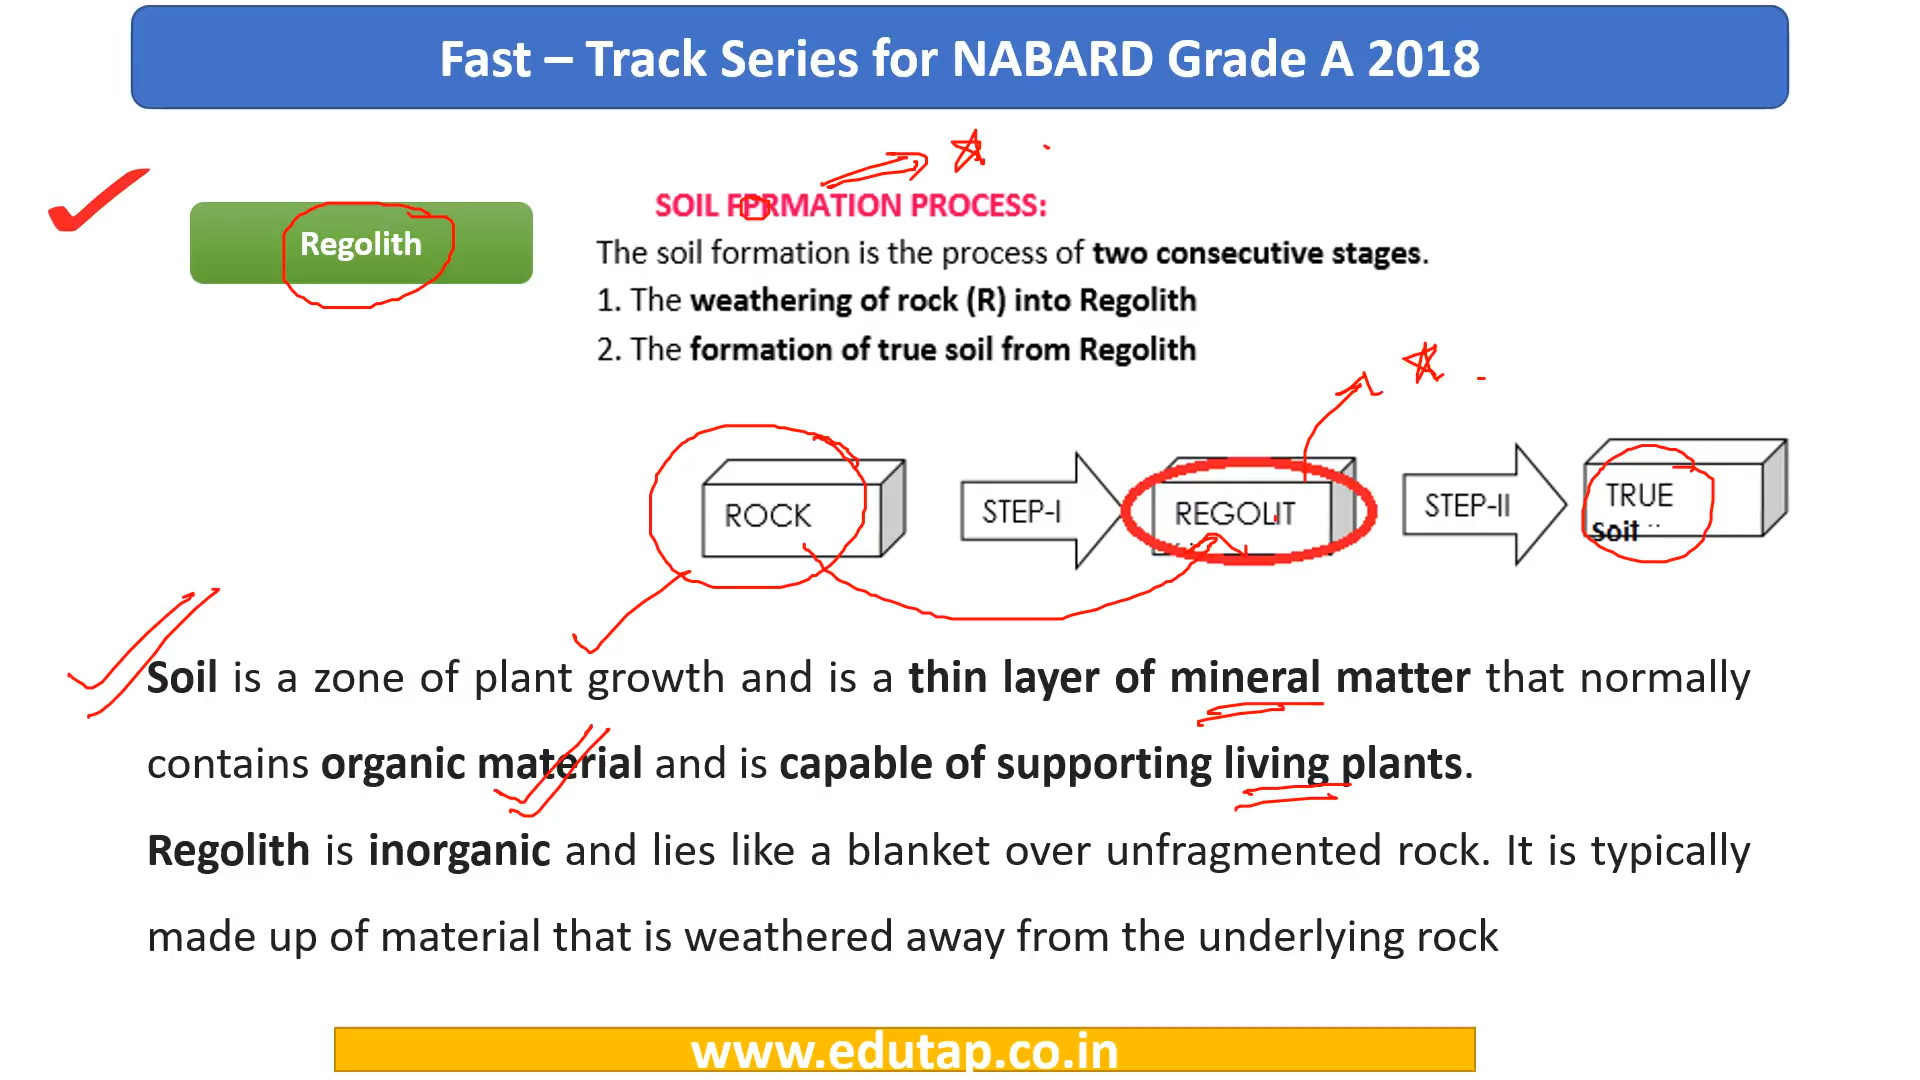 Fast – Track Series for NABARD Grade A 2018
Regolith
SOIL FORMATION PROCESS:
The soil formation is the process of two consecutive stages.
1. The weathering of rock (R) into Regolith
2. The formation of true soil from Regolith
ROCK
STEP-I
REGOLIT
STEP-II
TRUE
Soil
Soil is a zone of plant growth and is a thin layer of mineral matter that normally
contains organic material and is capable of supporting living plants.
Regolith is inorganic and lies like a blanket over unfragmented rock. It is typically
made up of material that is weathered away from the underlying rock
www.edutap.co.in